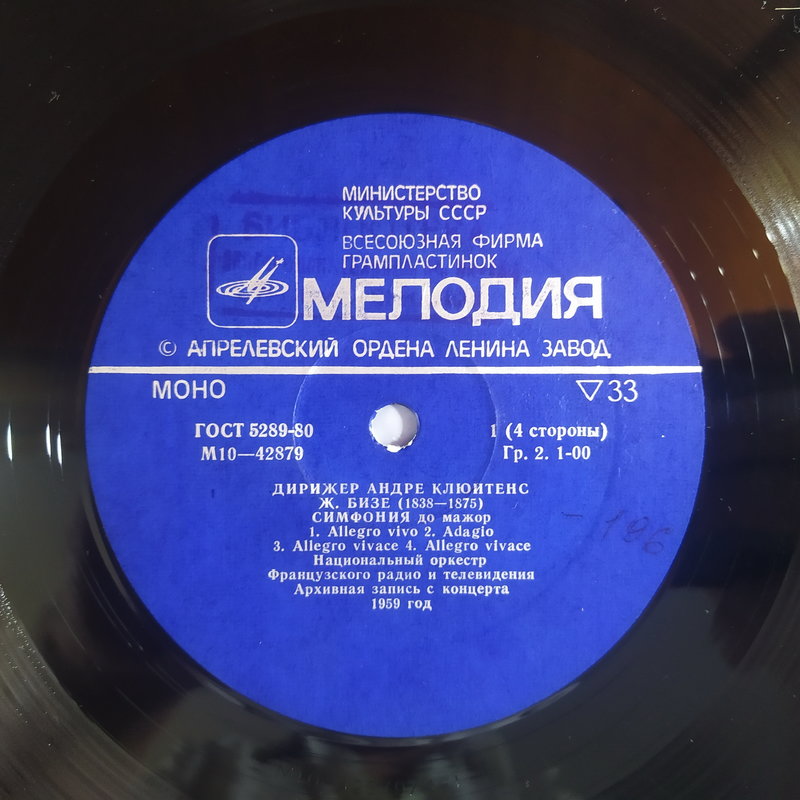 МИНИСТЕРСТВО
КУЛЬТУРЫ СССР
ВСЕСОЮЗНАЯ ФИРМА
ГРАМПЛАСТИНОК
МЕЛОДИЯ
© АПРЕЛЕВСКИЙ ОРДЕНА ЛЕНИНА ЗАВОД
МОНО ▽ 33
ГОСТ 5289-80 1 (4 стороны)
М10—42879 Гр. 2. 1-00
ДИРИЖЕР АНДРЕ КЛЮИТЕНС
Ж. БИЗЕ (1838—1875)
СИМФОНИЯ до мажор
1. Allegro vivo 2. Adagio
3. Allegro vivace 4. Allegro vivace
Национальный оркестр
Французского радио и телевидения
Архивная запись с концерта
1959 год
- 196